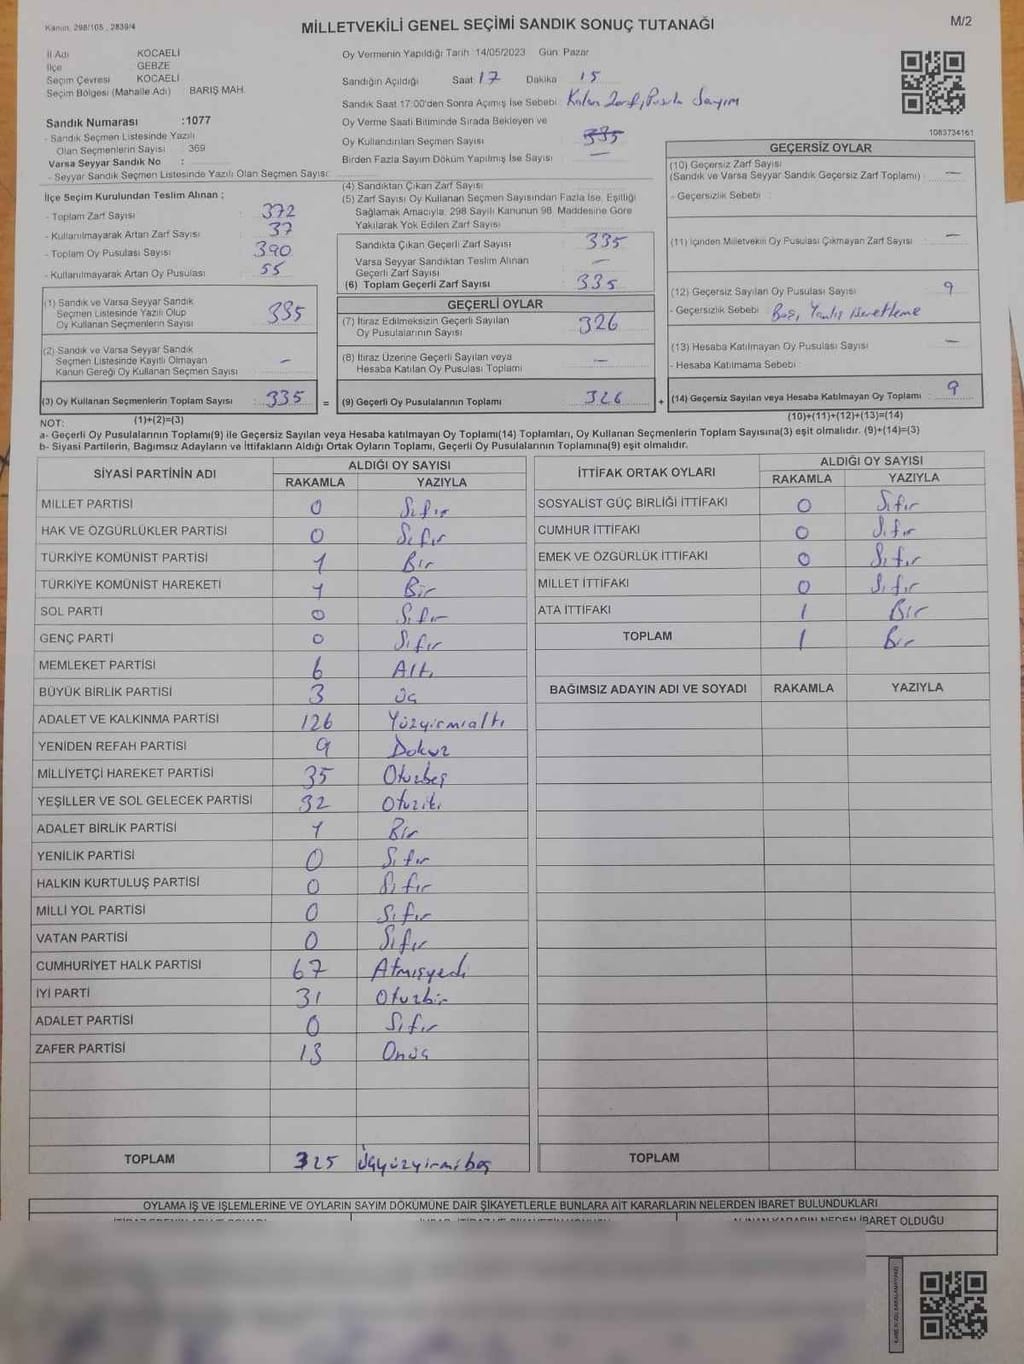 Kanun, 298/105 , 2839/4
MİLLETVEKİLİ GENEL SEÇİMİ SANDIK SONUÇ TUTANAĞI
M/2
İl Adı KOCAELİ
İlçe GEBZE
Seçim Çevresi KOCAELİ
Seçim Bölgesi (Mahalle Adı) : BARIŞ MAH.
Sandık Numarası :1077
- Sandık Seçmen Listesinde Yazılı
Olan Seçmenlerin Sayısı : 369
Varsa Seyyar Sandık No :
- Seyyar Sandık Seçmen Listesinde Yazılı Olan Seçmen Sayısı:
Oy Vermenin Yapıldığı Tarih :14/05/2023 Gün: Pazar
Sandığın Açıldığı Saat 17 Dakika 15
Sandık Saat 17:00'den Sonra Açımış İse Sebebi: Kalan Zarf, Pusula Sayım
Oy Verme Saati Bitiminde Sırada Bekleyen ve
Oy Kullandırılan Seçmen Sayısı 335
Birden Fazla Sayım Döküm Yapılmış İse Sayısı —
1083734161
İlçe Seçim Kurulundan Teslim Alınan :
- Toplam Zarf Sayısı : 372
- Kullanılmayarak Artan Zarf Sayısı : 37
- Toplam Oy Pusulası Sayısı : 390
- Kullanılmayarak Artan Oy Pusulası : 55
(1) Sandık ve Varsa Seyyar Sandık
Seçmen Listesinde Yazılı Olup
Oy Kullanan Seçmenlerin Sayısı : 335
(2) Sandık ve Varsa Seyyar Sandık
Seçmen Listesinde Kayıtlı Olmayan
Kanun Gereği Oy Kullanan Seçmen Sayısı : -
(3) Oy Kullanan Seçmenlerin Toplam Sayısı : 335 =
(1)+(2)=(3)
(4) Sandıktan Çıkan Zarf Sayısı
(5) Zarf Sayısı Oy Kullanan Seçmen Sayısından Fazla İse, Eşitliği
Sağlamak Amacıyla, 298 Sayılı Kanunun 98. Maddesine Göre
Yakılarak Yok Edilen Zarf Sayısı
Sandıkta Çıkan Geçerli Zarf Sayısı : 335
Varsa Seyyar Sandıktan Teslim Alınan
Geçerli Zarf Sayısı : —
(6) Toplam Geçerli Zarf Sayısı : 335
GEÇERLİ OYLAR
(7) İtiraz Edilmeksizin Geçerli Sayılan
Oy Pusulalarının Sayısı : 326
(8) İtiraz Üzerine Geçerli Sayılan veya
Hesaba Katılan Oy Pusulası Toplamı : —
(9) Geçerli Oy Pusulalarının Toplamı : 326 +
GEÇERSİZ OYLAR
(10) Geçersiz Zarf Sayısı
(Sandık ve Varsa Seyyar Sandık Geçersiz Zarf Toplamı) : —
- Geçersizlik Sebebi :
(11) İçinden Milletvekili Oy Pusulası Çıkmayan Zarf Sayısı : —
(12) Geçersiz Sayılan Oy Pusulası Sayısı : 9
- Geçersizlik Sebebi : Boş, Yanlış İşaretleme
(13) Hesaba Katılmayan Oy Pusulası Sayısı : —
- Hesaba Katılmama Sebebi :
(14) Geçersiz Sayılan veya Hesaba Katılmayan Oy Toplamı : 9
(10)+(11)+(12)+(13)=(14)
NOT:
a- Geçerli Oy Pusulalarının Toplamı(9) ile Geçersiz Sayılan veya Hesaba katılmayan Oy Toplamı(14) Toplamları, Oy Kullanan Seçmenlerin Toplam Sayısına(3) eşit olmalıdır. (9)+(14)=(3)
b- Siyasi Partilerin, Bağımsız Adayların ve İttifakların Aldığı Ortak Oyların Toplamı, Geçerli Oy Pusulalarının Toplamına(9) eşit olmalıdır.
SİYASİ PARTİNİN ADI ALDIĞI OY SAYISI
RAKAMLA YAZIYLA
MİLLET PARTİSİ 0 Sıfır
HAK VE ÖZGÜRLÜKLER PARTİSİ 0 Sıfır
TÜRKİYE KOMÜNİST PARTİSİ 1 Bir
TÜRKİYE KOMÜNİST HAREKETİ 1 Bir
SOL PARTİ 0 Sıfır
GENÇ PARTİ 0 Sıfır
MEMLEKET PARTİSİ 6 Altı
BÜYÜK BİRLİK PARTİSİ 3 üç
ADALET VE KALKINMA PARTİSİ 126 Yüzyirmialtı
YENİDEN REFAH PARTİSİ 9 Dokuz
MİLLİYETÇİ HAREKET PARTİSİ 35 Otuzbeş
YEŞİLLER VE SOL GELECEK PARTİSİ 32 Otuziki
ADALET BİRLİK PARTİSİ 1 Bir
YENİLİK PARTİSİ 0 Sıfır
HALKIN KURTULUŞ PARTİSİ 0 Sıfır
MİLLİ YOL PARTİSİ 0 Sıfır
VATAN PARTİSİ 0 Sıfır
CUMHURİYET HALK PARTİSİ 67 Atmışyedi
İYİ PARTİ 31 Otuzbir
ADALET PARTİSİ 0 Sıfır
ZAFER PARTİSİ 13 Onüç
TOPLAM 325 Üçyüzyirmibeş
İTTİFAK ORTAK OYLARI ALDIĞI OY SAYISI
RAKAMLA YAZIYLA
SOSYALİST GÜÇ BİRLİĞİ İTTİFAKI 0 Sıfır
CUMHUR İTTİFAKI 0 Sıfır
EMEK VE ÖZGÜRLÜK İTTİFAKI 0 Sıfır
MİLLET İTTİFAKI 0 Sıfır
ATA İTTİFAKI 1 Bir
TOPLAM 1 Bir
BAĞIMSIZ ADAYIN ADI VE SOYADI RAKAMLA YAZIYLA
TOPLAM
OYLAMA İŞ VE İŞLEMLERİNE VE OYLARIN SAYIM DÖKÜMÜNE DAİR ŞİKAYETLERLE BUNLARA AİT KARARLARIN NELERDEN İBARET BULUNDUKLARI
ALINAN KARARIN NEDEN İBARET OLDUĞU